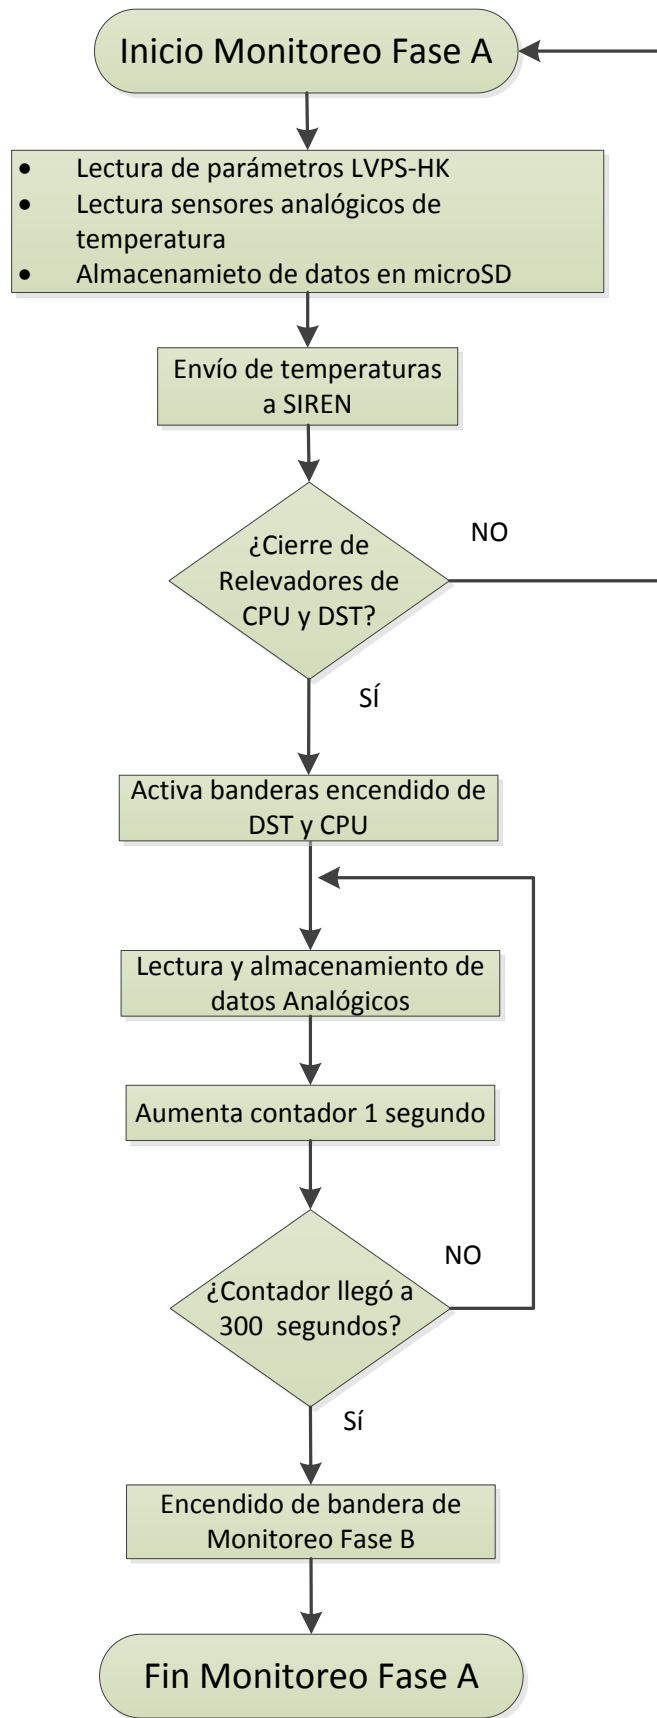 Inicio Monitoreo Fase A
• Lectura de parámetros LVPS-HK
• Lectura sensores analógicos de
temperatura
• Almacenamieto de datos en microSD
Envío de temperaturas
a SIREN
¿Cierre de
Relevadores de
CPU y DST?
NO
SÍ
Activa banderas encendido de
DST y CPU
Lectura y almacenamiento de
datos Analógicos
Aumenta contador 1 segundo
¿Contador llegó a
300 segundos?
NO
Sí
Encendido de bandera de
Monitoreo Fase B
Fin Monitoreo Fase A